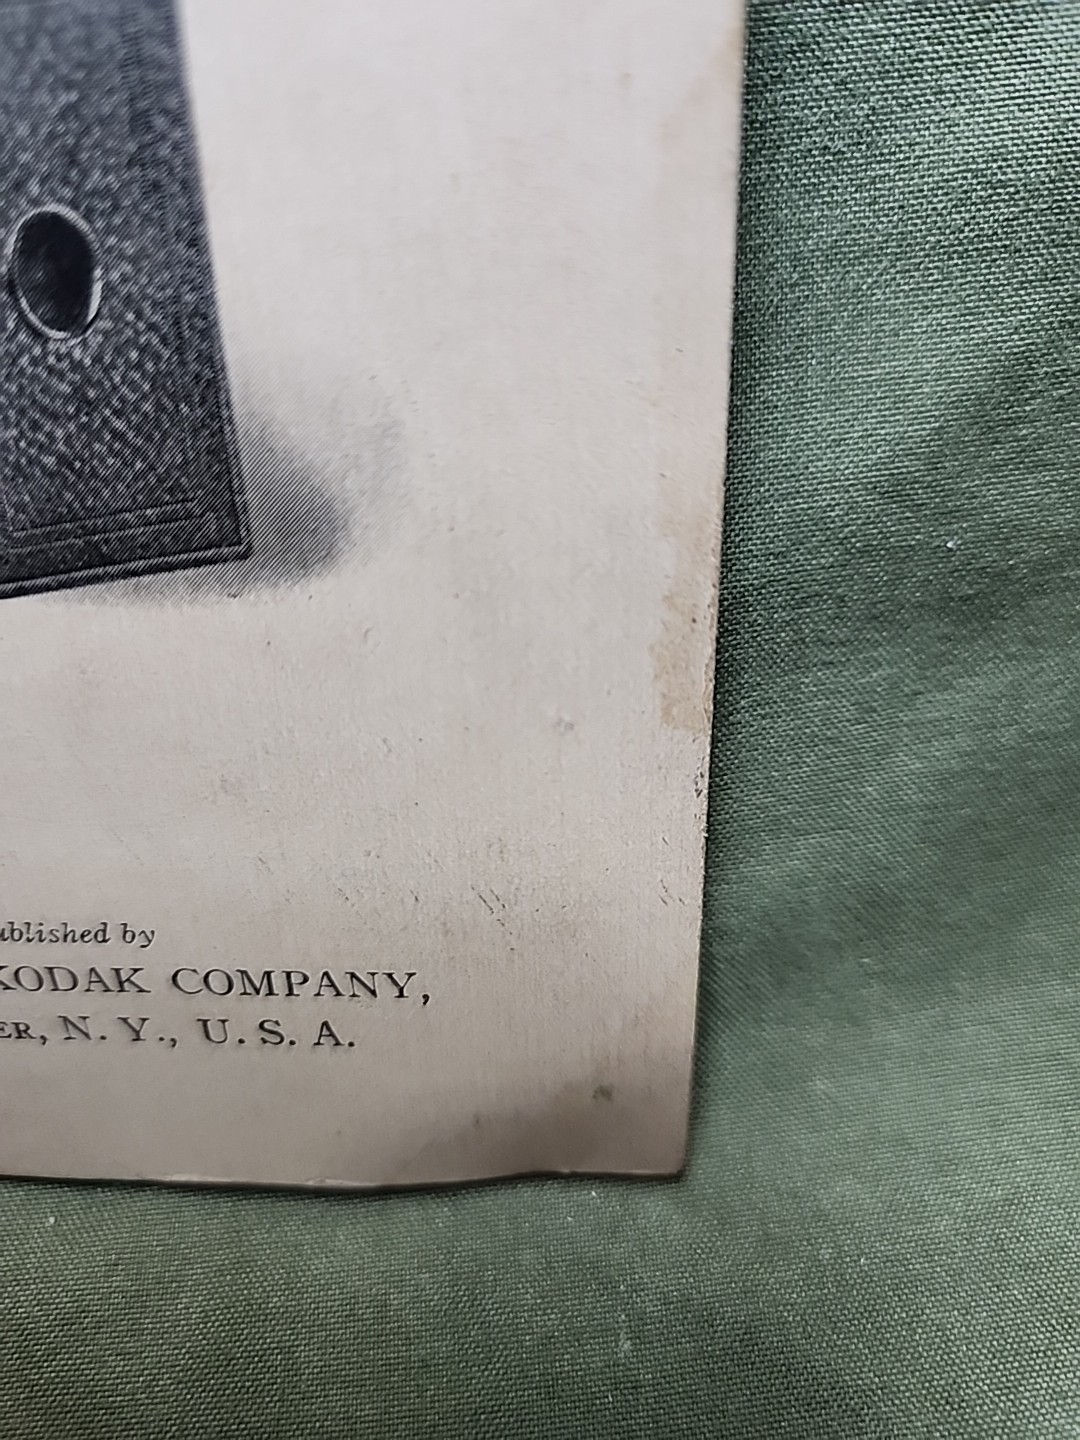 ublished by
KODAK COMPANY,
ER, N. Y., U. S. A.